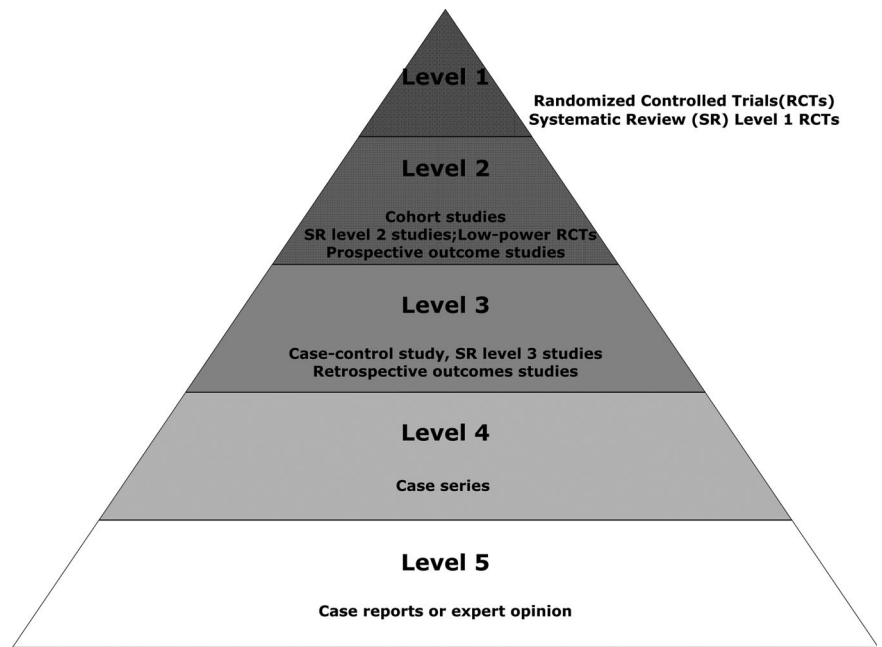 Level 1
Randomized Controlled Trials(RCTs)
Systematic Review (SR) Level 1 RCTs
Level 2
Cohort studies
SR level 2 studies;Low-power RCTs
Prospective outcome studies
Level 3
Case-control study, SR level 3 studies
Retrospective outcomes studies
Level 4
Case series
Level 5
Case reports or expert opinion